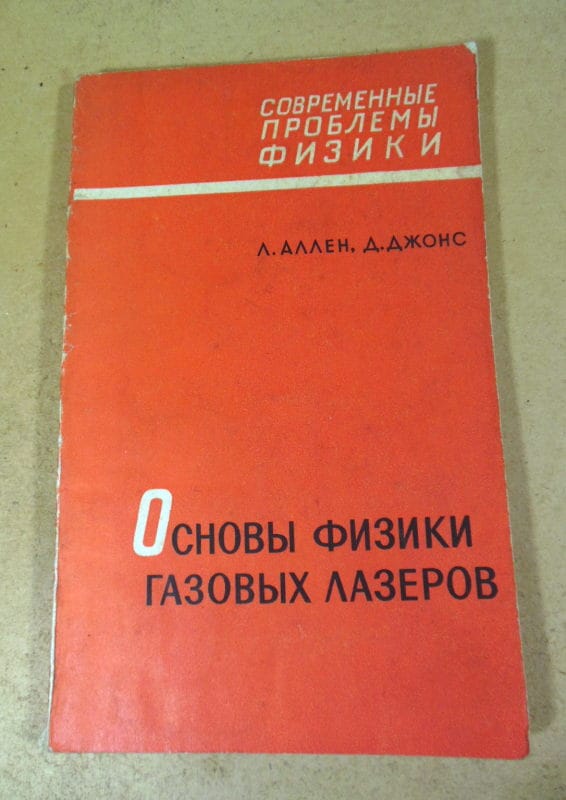 СОВРЕМЕННЫЕ
ПРОБЛЕМЫ
ФИЗИКИ
Л. АЛЛЕН, Д. ДЖОНС
ОСНОВЫ ФИЗИКИ
ГАЗОВЫХ ЛАЗЕРОВ